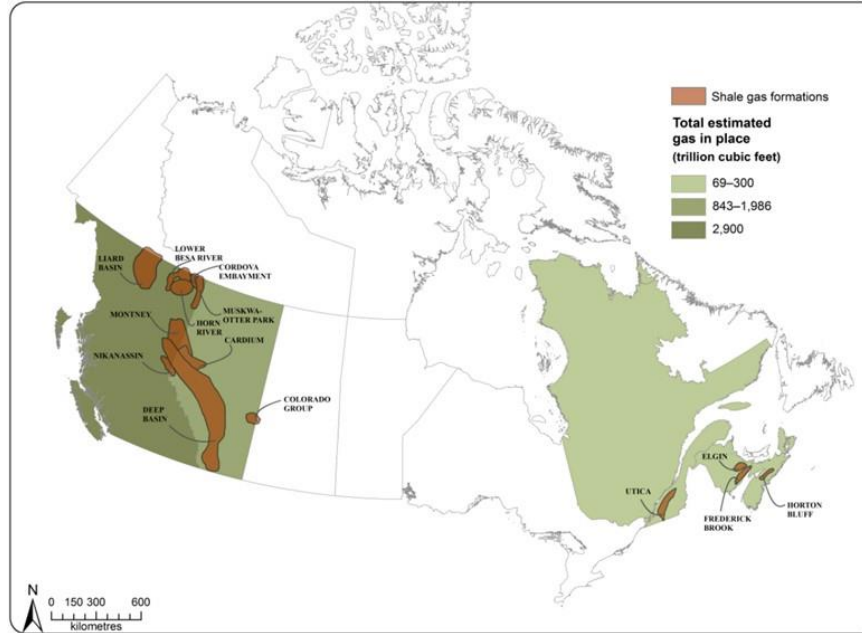 Shale gas formations
Total estimated
gas in place
(trillion cubic feet)
69–300
843–1,986
2,900
LOWER
BESA RIVER
LIARD
BASIN
CORDOVA
EMBAYMENT
MUSKWA-
OTTER PARK
MONTNEY
HORN
RIVER
CARDIUM
NIKANASSIN
COLORADO
GROUP
DEEP
BASIN
ELGIN
UTICA
FREDERICK
BROOK
HORTON
BLUFF
N
0 150 300 600
kilometres